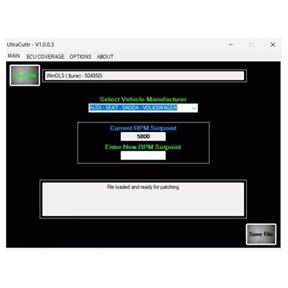 UltraCuttr - V1.0.0.3
MAIN ECU COVERAGE OPTIONS ABOUT
WinOLS (tune) - 504850)
Select Vehicle Manufacturer
AUDI - SEAT - SKODA - VOLKSWAGEN
Current RPM Setpoint
5800
Enter New RPM Setpoint
File loaded and ready for patching
Save File